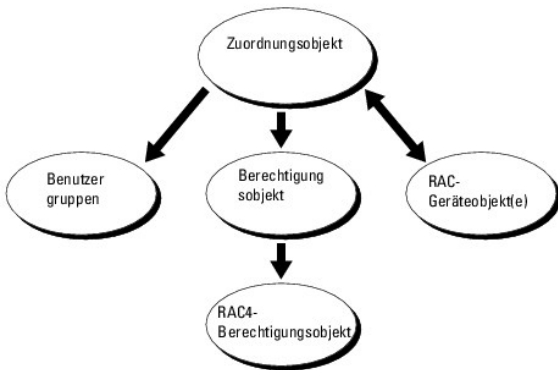 Zuordnungsobjekt
Benutzer
gruppen
Berechtigung
sobjekt
RAC-
Geräteobjekt(e)
RAC4-
Berechtigungsobjekt